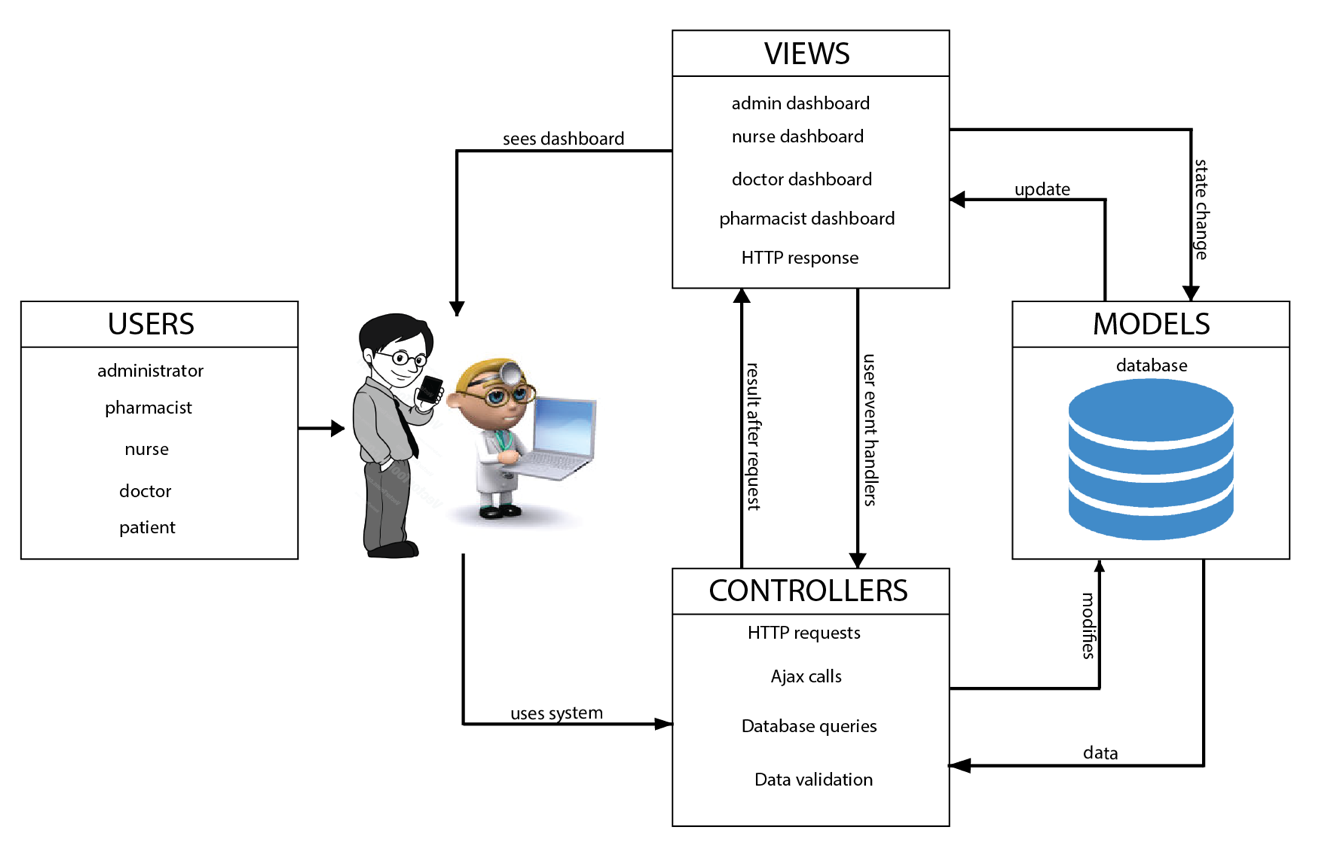 VIEWS
admin dashboard
nurse dashboard
doctor dashboard
pharmacist dashboard
HTTP response
sees dashboard
state change
update
USERS
administrator
pharmacist
nurse
doctor
patient
MODELS
database
result after request
user event handlers
CONTROLLERS
HTTP requests
Ajax calls
Database queries
Data validation
modifies
uses system
data